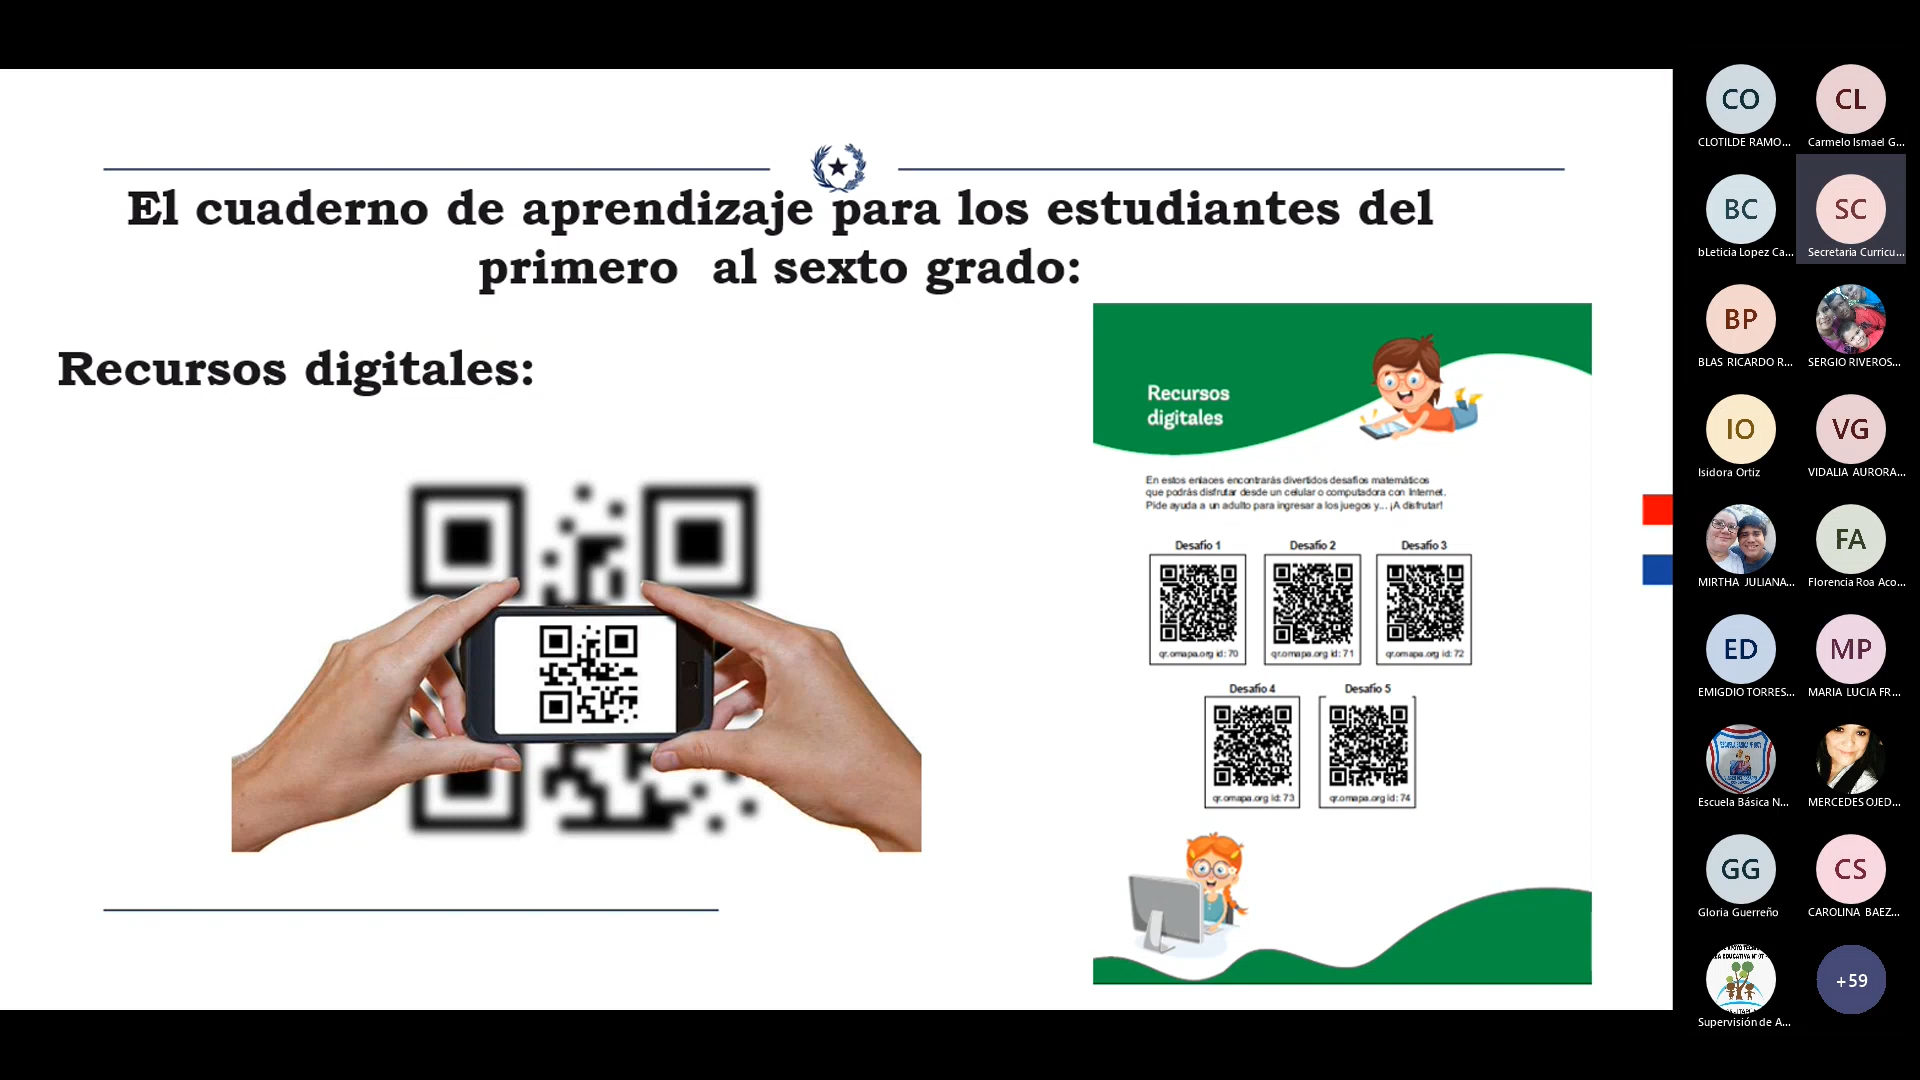 El cuaderno de aprendizaje para los estudiantes del
primero al sexto grado:
Recursos digitales:
Recursos
digitales
En estos enlaces encontrarás divertidos desafíos matemáticos
que podrás disfrutar desde un celular o computadora con Internet.
Pide ayuda a un adulto para ingresar a los juegos y... ¡A disfrutar!
Desafío 1
Desafío 2
Desafío 3
qr.omapa.org id: 70
qr.omapa.org id: 71
qr.omapa.org id: 72
Desafío 4
Desafío 5
qr.omapa.org id: 73
qr.omapa.org id: 74
CO
CL
CLOTILDE RAMO...
Carmelo Ismael G...
BC
SC
bLeticia Lopez Ca...
Secretaria Curricu...
BP
BLAS RICARDO R...
SERGIO RIVEROS...
IO
VG
Isidora Ortiz
VIDALIA AURORA...
FA
MIRTHA JULIANA...
Florencia Roa Aco...
ED
MP
EMIGDIO TORRES...
MARIA LUCIA FR...
Escuela Básica N...
MERCEDES OJED...
GG
CS
Gloria Guerreño
CAROLINA BAEZ...
+59
Supervisión de A...